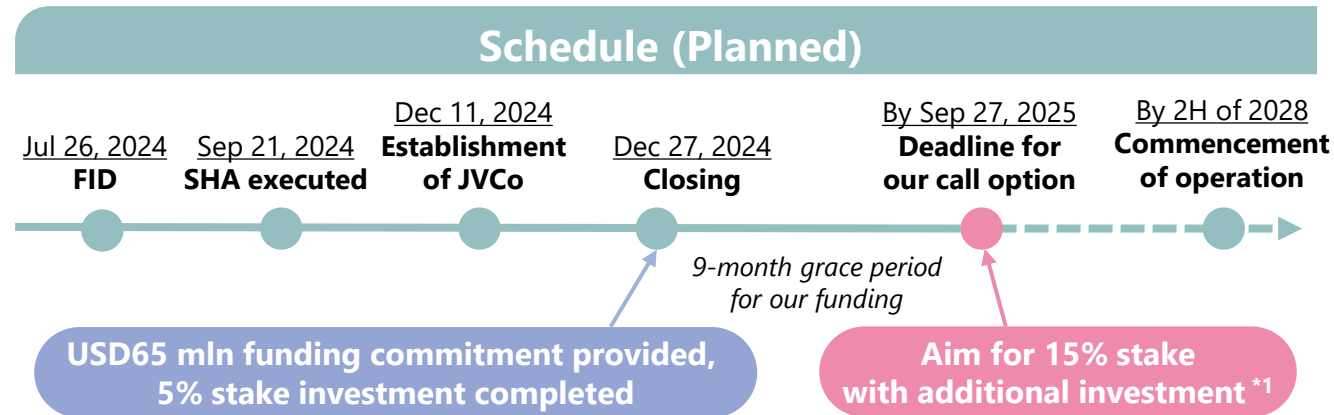 Schedule (Planned)
Jul 26, 2024
FID
Sep 21, 2024
SHA executed
Dec 11, 2024
Establishment
of JVCo
Dec 27, 2024
Closing
By Sep 27, 2025
Deadline for
our call option
By 2H of 2028
Commencement
of operation
9-month grace period
for our funding
USD65 mln funding commitment provided,
5% stake investment completed
Aim for 15% stake
with additional investment *1